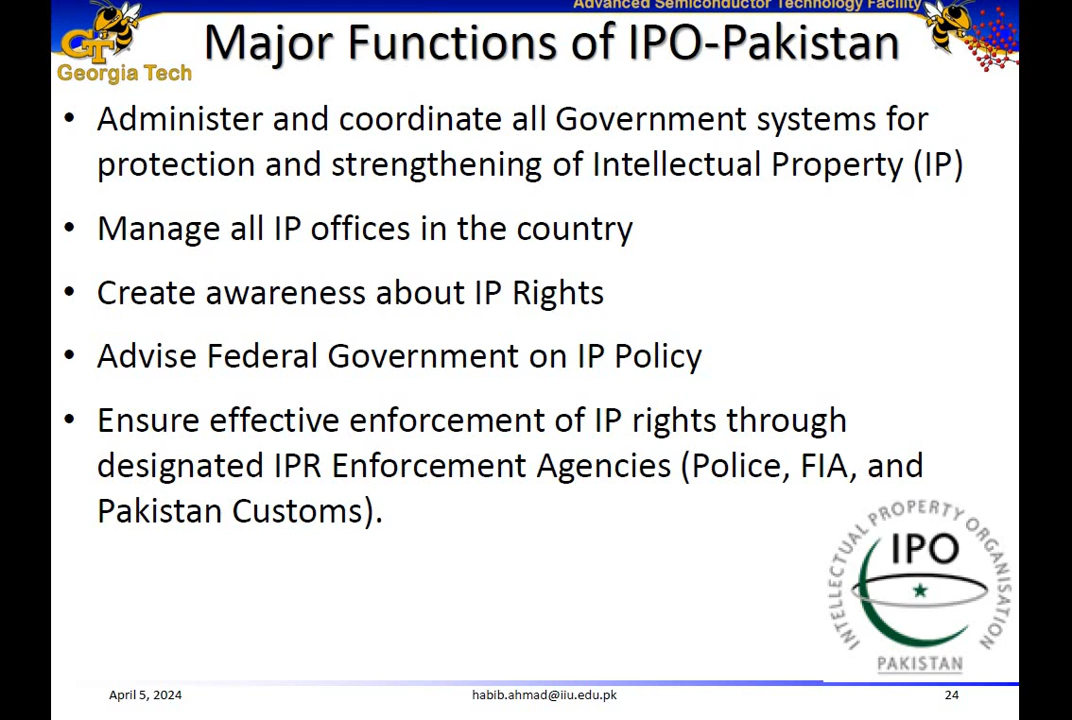 Advanced Semiconductor Technology Facility
GT
Georgia Tech
Major Functions of IPO-Pakistan
• Administer and coordinate all Government systems for
protection and strengthening of Intellectual Property (IP)
• Manage all IP offices in the country
• Create awareness about IP Rights
• Advise Federal Government on IP Policy
• Ensure effective enforcement of IP rights through
designated IPR Enforcement Agencies (Police, FIA, and
Pakistan Customs).
INTELLECTUAL PROPERTY ORGANISATION
IPO
PAKISTAN
April 5, 2024
habib.ahmad@iiu.edu.pk
24